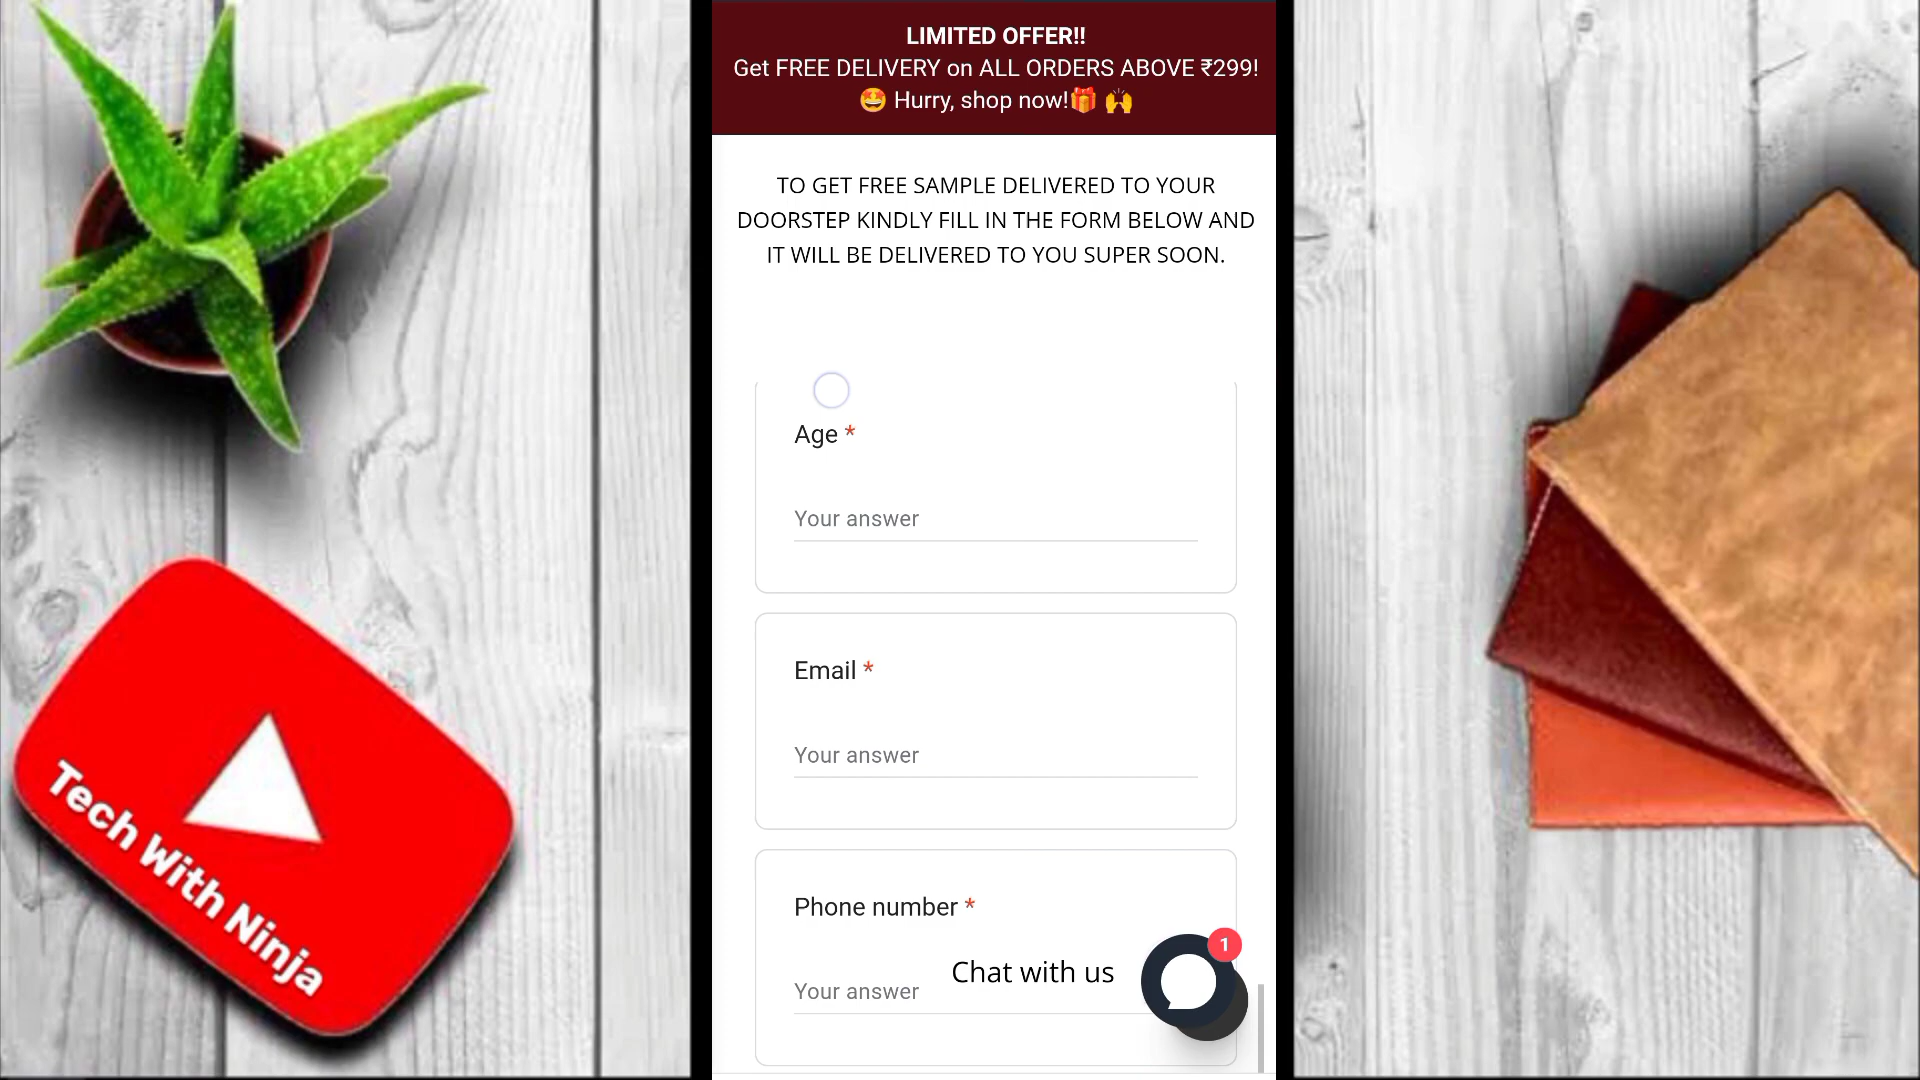 LIMITED OFFER!!
Get FREE DELIVERY on ALL ORDERS ABOVE ₹299!
🤩 Hurry, shop now!🎁 🙌
TO GET FREE SAMPLE DELIVERED TO YOUR
DOORSTEP KINDLY FILL IN THE FORM BELOW AND
IT WILL BE DELIVERED TO YOU SUPER SOON.
Age *
Your answer
Email *
Your answer
Phone number *
Your answer
Chat with us
1
Tech With Ninja